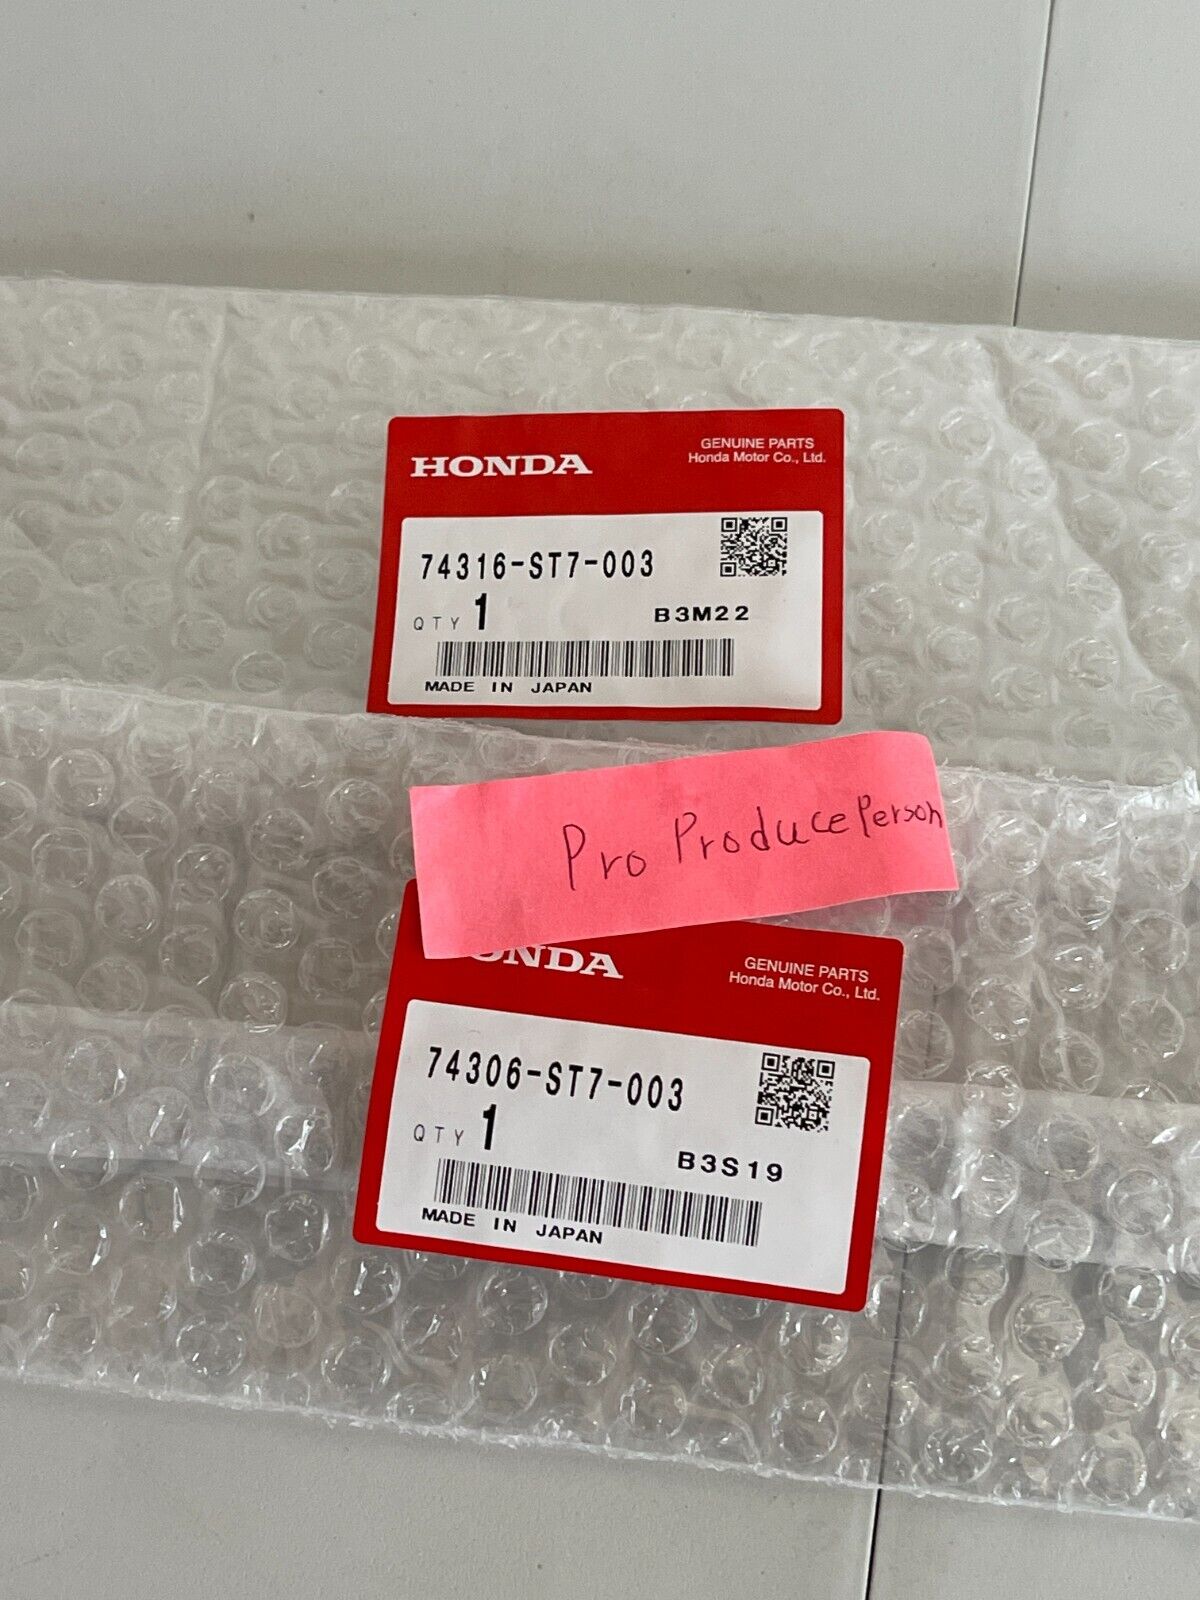 HONDA
GENUINE PARTS
Honda Motor Co., Ltd.
74316-ST7-003
QTY 1
B3M22
MADE IN JAPAN
Pro Produce Person
HONDA
GENUINE PARTS
Honda Motor Co., Ltd.
74306-ST7-003
QTY 1
B3S19
MADE IN JAPAN